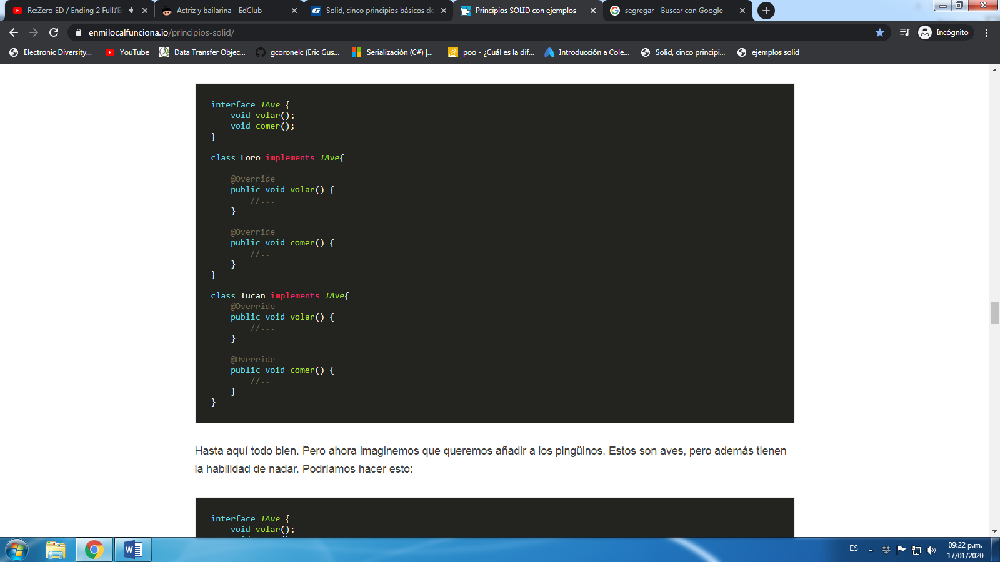 Re:Zero ED / Ending 2 Full
Actriz y bailarina - EdClub
Solid, cinco principios básicos de
Principios SOLID con ejemplos
segregar - Buscar con Google
enmilocalfunciona.io/principios-solid/
Incógnito
Electronic Diversity...
YouTube
Data Transfer Objec...
gcoronelc (Eric Gus...
Serialización (C#) |...
poo - ¿Cuál es la dif...
Introducción a Cole...
Solid, cinco principi...
ejemplos solid
interface IAve {
    void volar();
    void comer();
}
class Loro implements IAve{
    @Override
    public void volar() {
        //...
    }
    @Override
    public void comer() {
        //..
    }
}
class Tucan implements IAve{
    @Override
    public void volar() {
        //...
    }
    @Override
    public void comer() {
        //..
    }
}
Hasta aquí todo bien. Pero ahora imaginemos que queremos añadir a los pingüinos. Estos son aves, pero además tienen
la habilidad de nadar. Podríamos hacer esto:
interface IAve {
    void volar();
ES
09:22 p.m.
17/01/2020